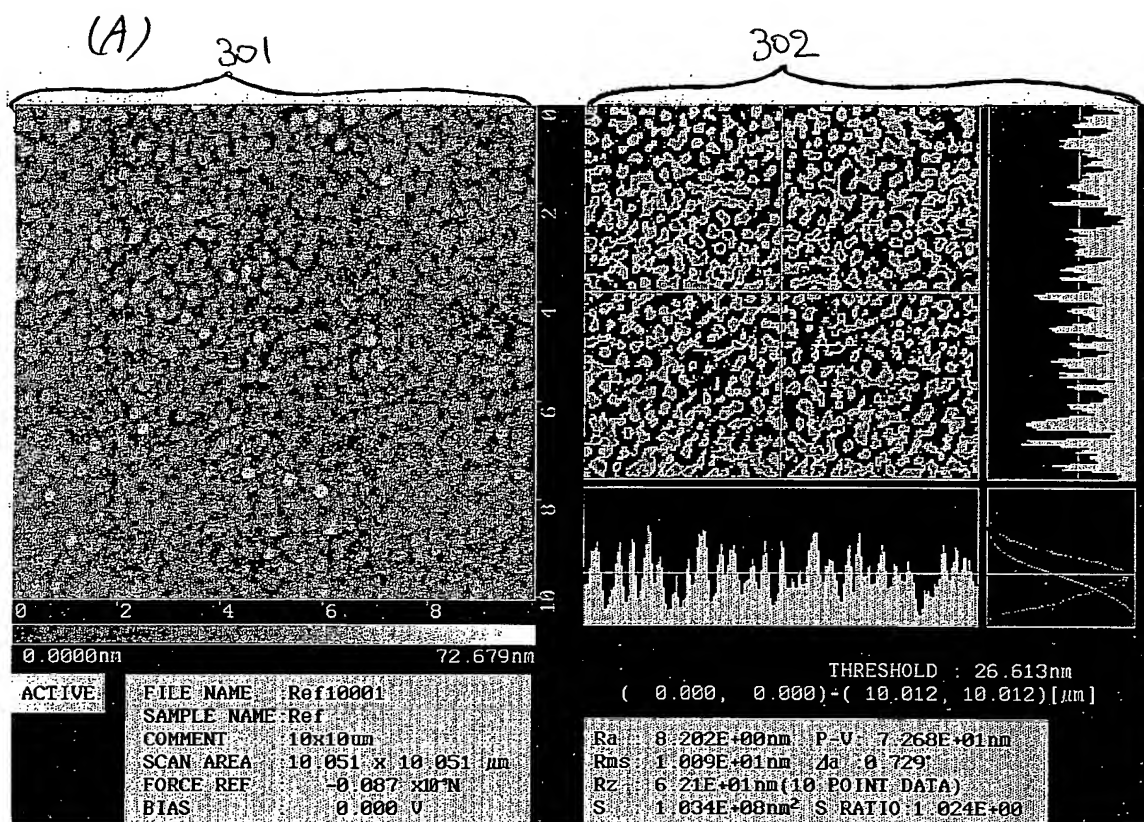 (A)
301
302
0
2
4
6
8
10
0 2 4 6 8
0.0000nm 72.679nm
ACTIVE
FILE NAME :Ref10001
SAMPLE NAME:Ref
COMMENT :10x10um
SCAN AREA :10.051 x 10.051 µm
FORCE REF -0.087 x10⁻⁹N
BIAS 0.000 V
A
THRESHOLD : 26.613nm
( 0.000, 0.000)-( 10.012, 10.012)[µm]
Ra : 8.202E+00nm P-V: 7.268E+01nm
Rms: 1.009E+01nm Δa :0.729°
Rz : 6.21E+01nm(10 POINT DATA)
S : 1.034E+08nm² S RATIO:1.024E+00